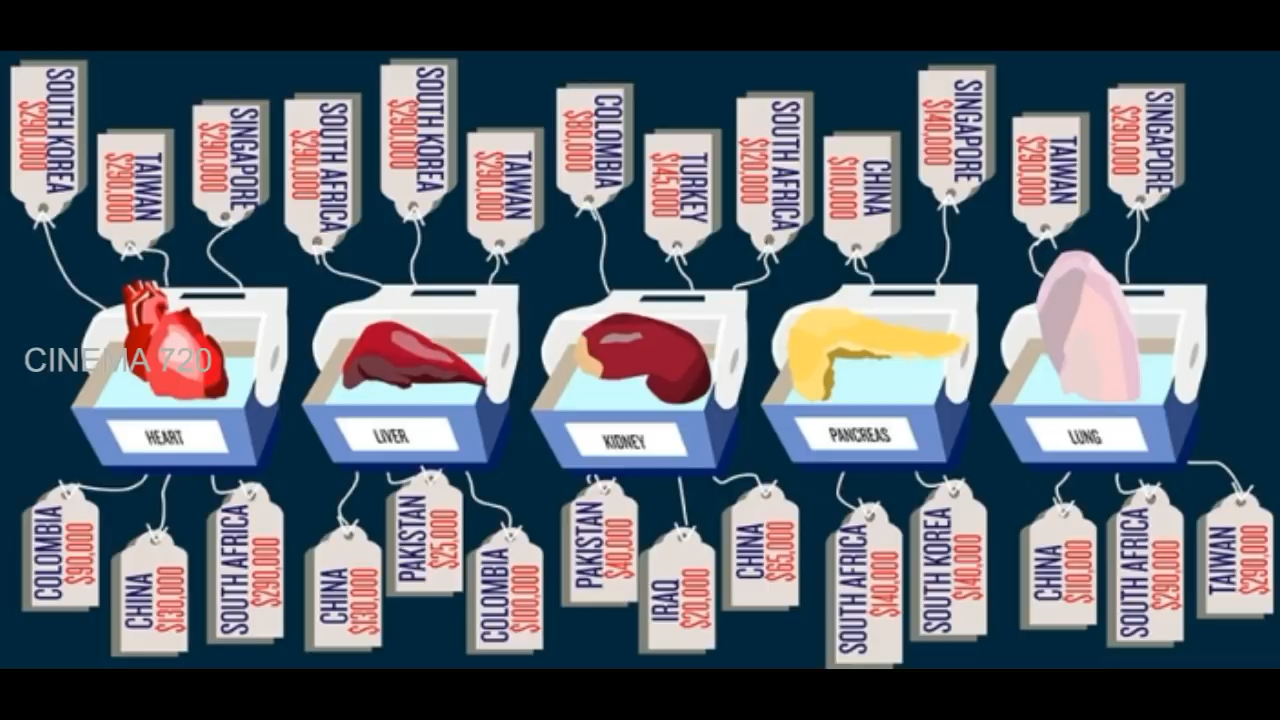 SOUTH KOREA
$290,000
TAIWAN
$290,000
SINGAPORE
$290,000
SOUTH AFRICA
$290,000
SOUTH KOREA
$290,000
TAIWAN
$290,000
COLOMBIA
$80,000
TURKEY
$145,000
SOUTH AFRICA
$120,000
CHINA
$110,000
SINGAPORE
$140,000
TAIWAN
$290,000
SINGAPORE
$290,000
CINEMA 720
HEART
LIVER
KIDNEY
PANCREAS
LUNG
COLOMBIA
$90,000
CHINA
$130,000
SOUTH AFRICA
$290,000
CHINA
$130,000
PAKISTAN
$25,000
COLOMBIA
$100,000
PAKISTAN
$40,000
IRAQ
$20,000
CHINA
$65,000
SOUTH AFRICA
$140,000
SOUTH KOREA
$140,000
CHINA
$110,000
SOUTH AFRICA
$290,000
TAIWAN
$290,000